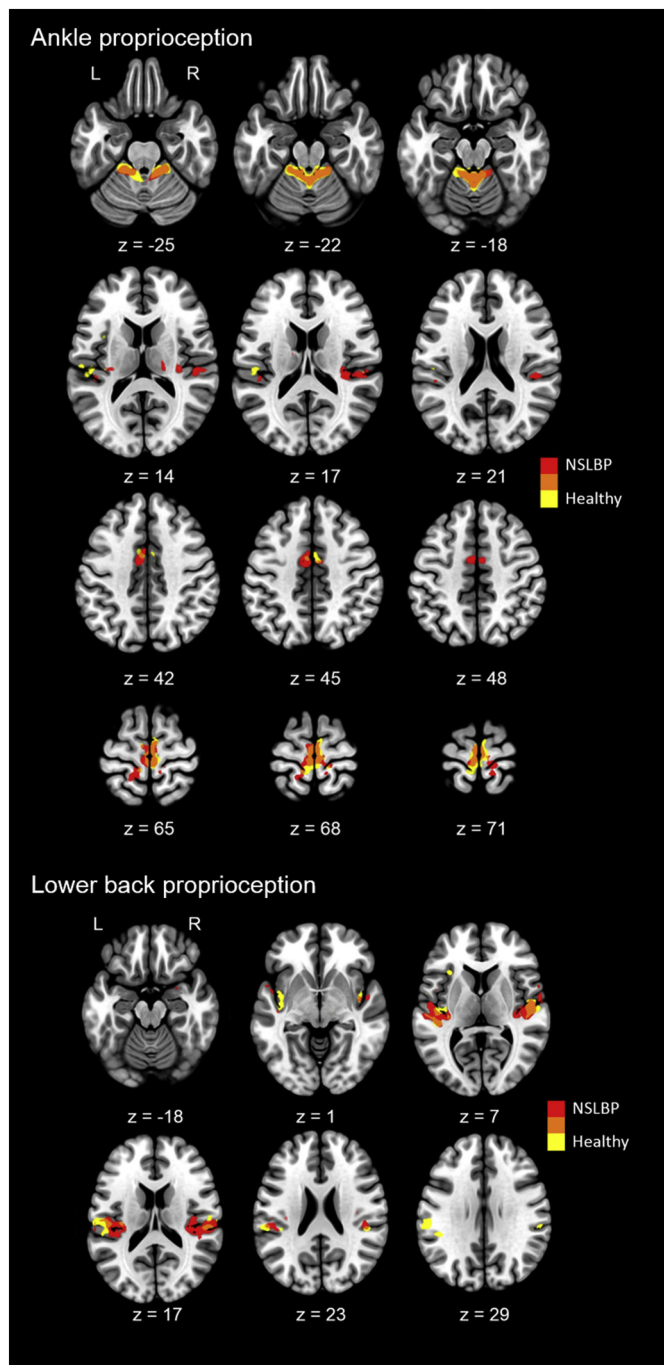 Ankle proprioception
L R
z = -25 z = -22 z = -18
z = 14 z = 17 z = 21
NSLBP
Healthy
z = 42 z = 45 z = 48
z = 65 z = 68 z = 71
Lower back proprioception
L R
z = -18 z = 1 z = 7
NSLBP
Healthy
z = 17 z = 23 z = 29